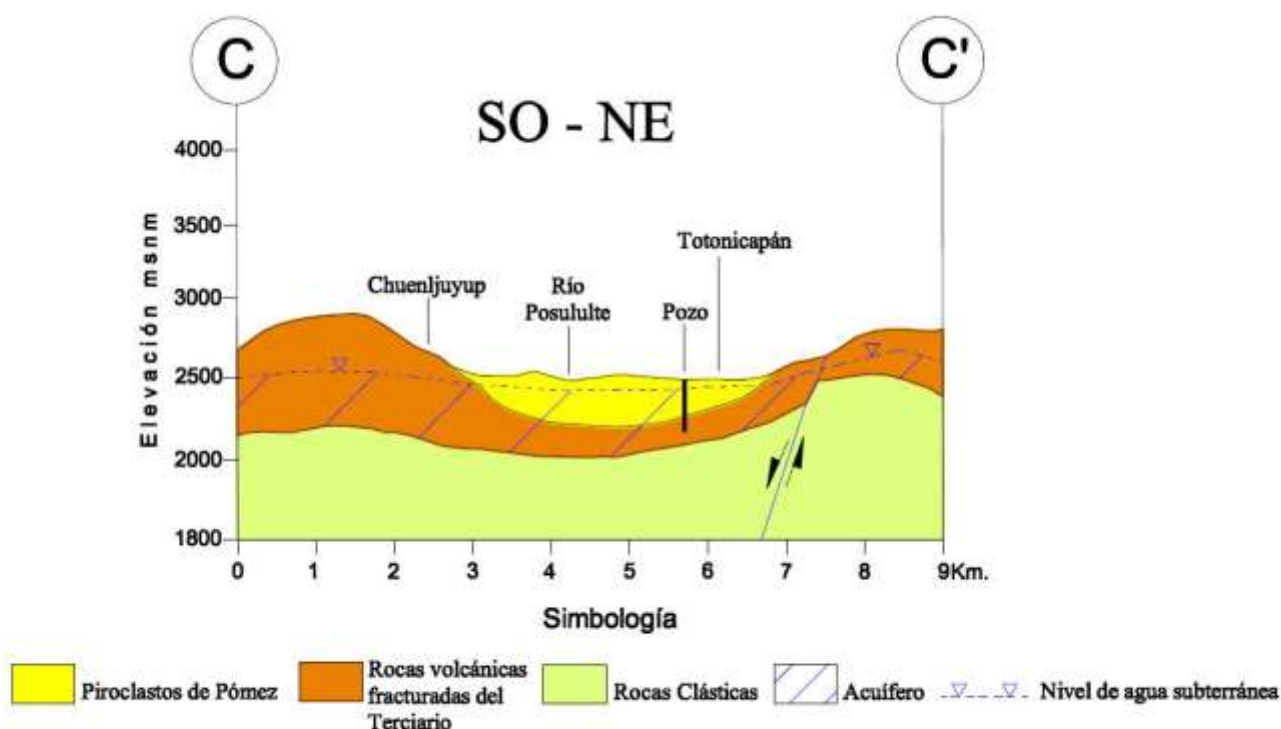 C
C'
SO - NE
4000
3500
3000
2500
2000
1800
Elevación msnm
Chuenljuyup
Río
Posululte
Pozo
Totonicapán
0 1 2 3 4 5 6 7 8 9Km.
Simbología
Piroclastos de Pómez
Rocas volcánicas
fracturadas del
Terciario
Rocas Clásticas
Acuífero
Nivel de agua subterránea